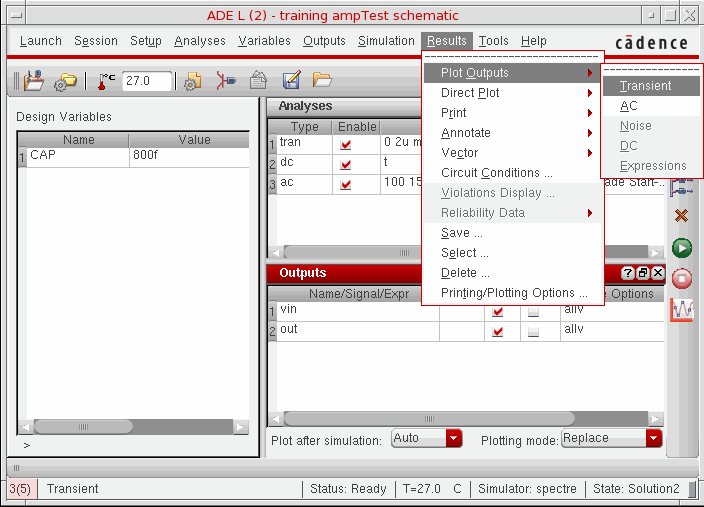 ADE L (2) - training ampTest schematic
Launch Session Setup Analyses Variables Outputs Simulation Results Tools Help cādence
°C 27.0
Design Variables
Name Value
1 CAP 800f
>
Analyses
Type Enable
1 tran 0 2u m
2 dc t
3 ac 100 15 ade Start-..
Plot Outputs
Direct Plot
Print
Annotate
Vector
Circuit Conditions ...
Violations Display ...
Reliability Data
Save ...
Select ...
Delete ...
Printing/Plotting Options ...
Transient
AC
Noise
DC
Expressions
Outputs
Name/Signal/Expr Options
1 vin allv
2 out allv
Plot after simulation: Auto Plotting mode: Replace
3(5) Transient Status: Ready T=27.0 C Simulator: spectre State: Solution2